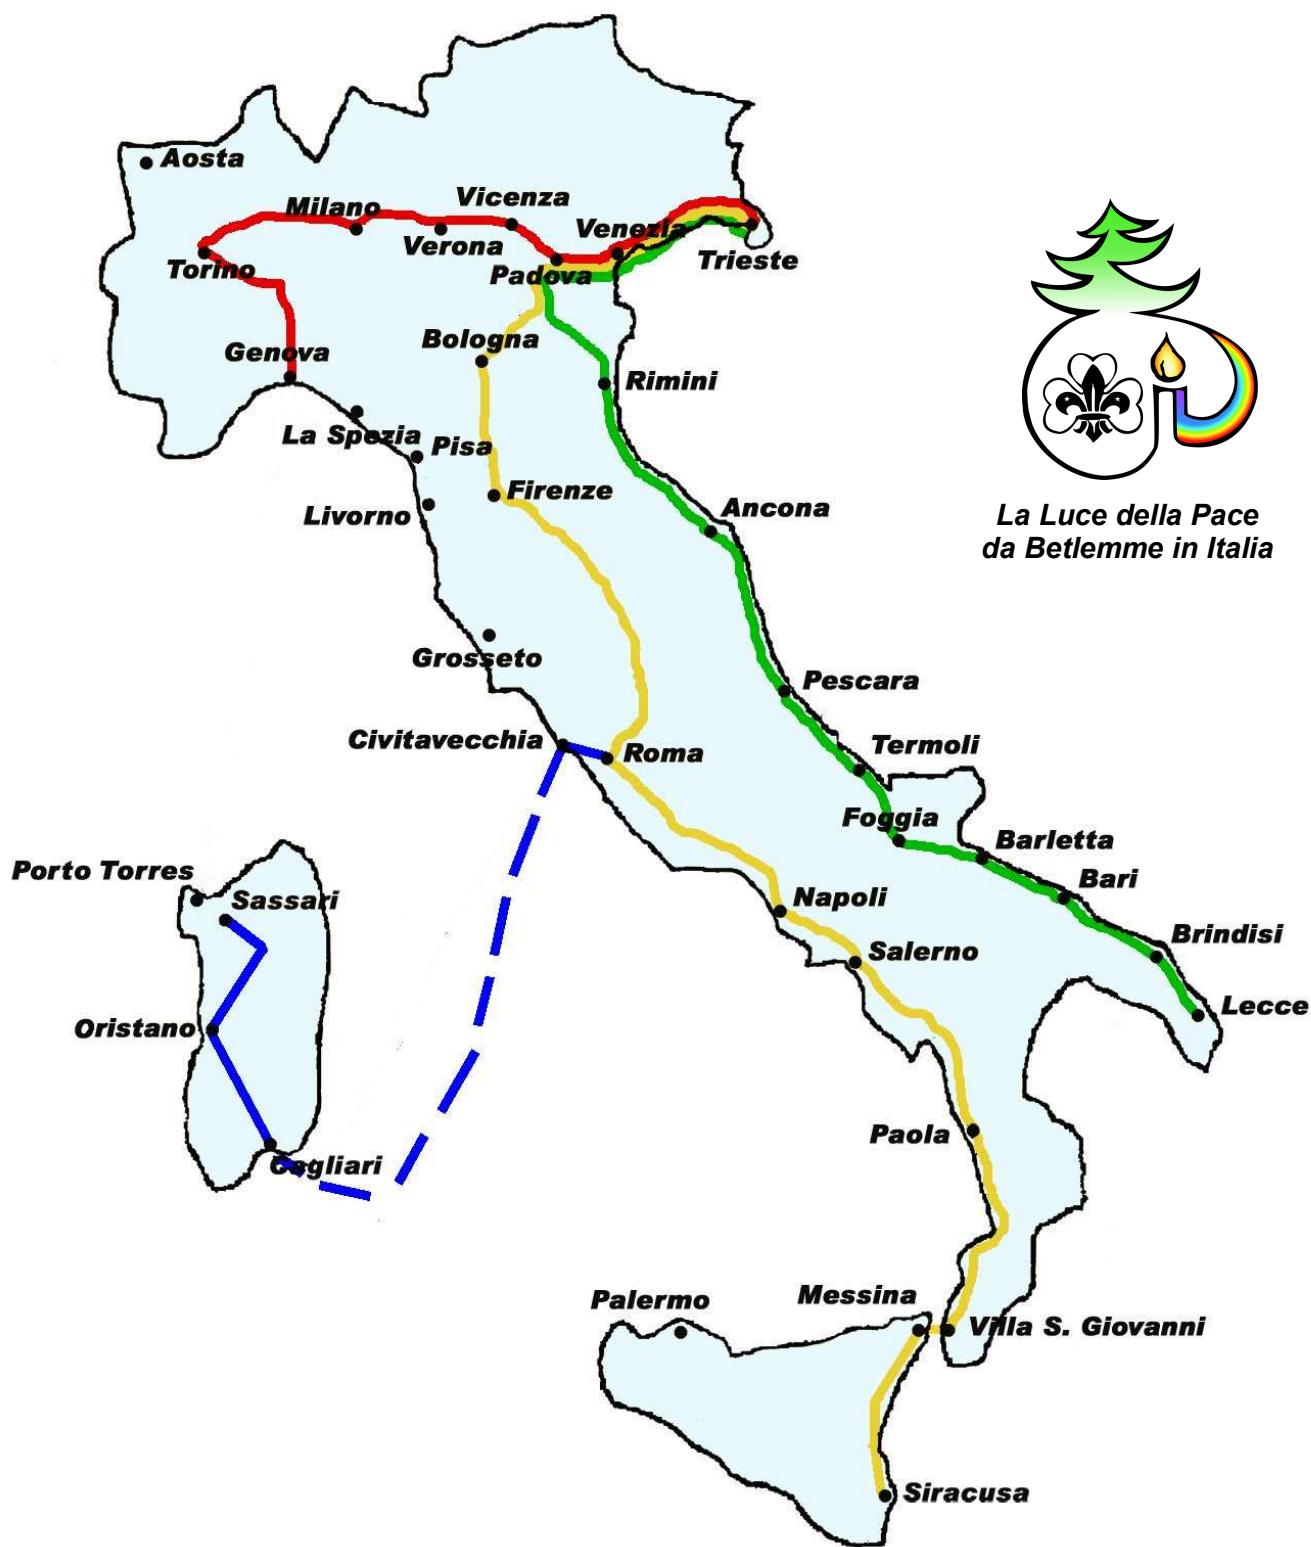 Aosta
Milano
Vicenza
Verona
Venezia
Trieste
Torino
Padova
Genova
Bologna
Rimini
La Spezia
Pisa
Firenze
Livorno
Ancona
La Luce della Pace
da Betlemme in Italia
Grosseto
Pescara
Civitavecchia
Roma
Termoli
Foggia
Barletta
Porto Torres
Sassari
Bari
Napoli
Brindisi
Salerno
Lecce
Oristano
Paola
Cagliari
Palermo
Messina
Villa S. Giovanni
Siracusa